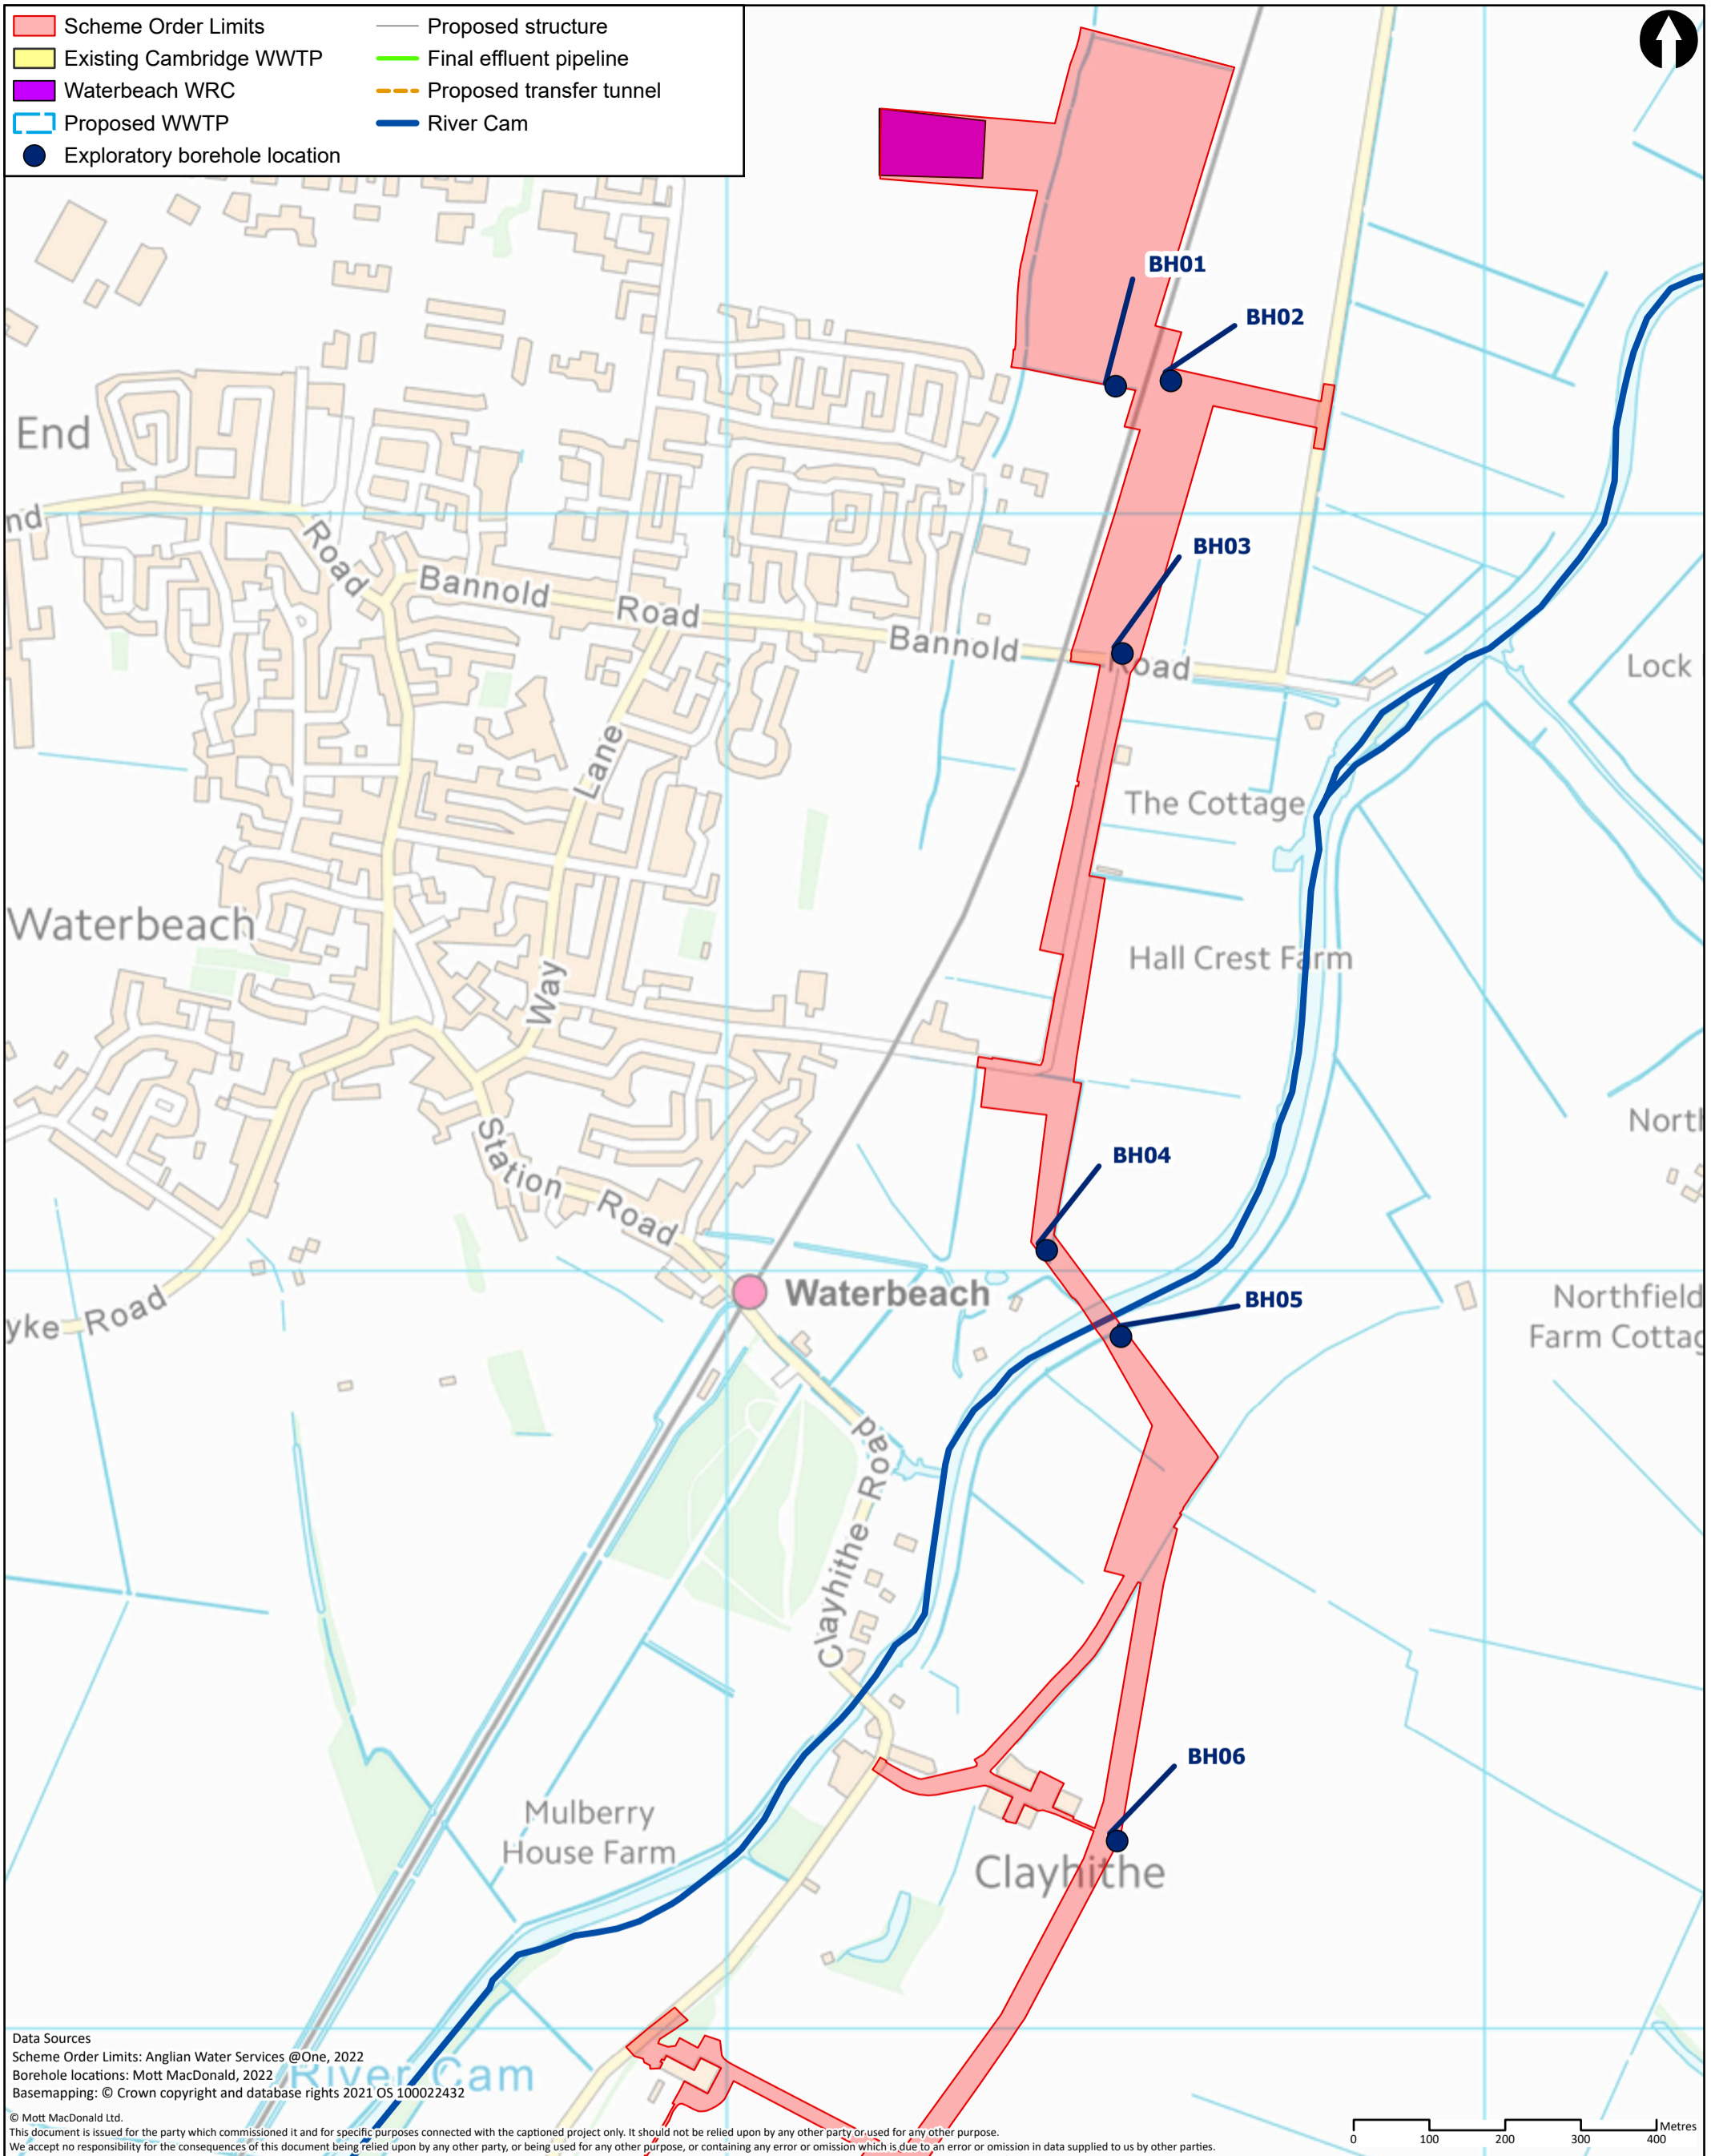 Scheme Order Limits
Existing Cambridge WWTP
Waterbeach WRC
Proposed WWTP
Exploratory borehole location
Proposed structure
Final effluent pipeline
Proposed transfer tunnel
River Cam
BH01
BH02
End
nd
Road
BH03
Bannold
Road
Bannold
Road
Lock
Lane
The Cottage
Waterbeach
Hall Crest Farm
Way
North
Station
Road
BH04
Waterbeach
BH05
Northfield
Farm Cottag
yke Road
Clayhithe Road
BH06
Mulberry
House Farm
Clayhithe
River Cam
Data Sources
Scheme Order Limits: Anglian Water Services @One, 2022
Borehole locations: Mott MacDonald, 2022
Basemapping: © Crown copyright and database rights 2021 OS 100022432
© Mott MacDonald Ltd.
This document is issued for the party which commissioned it and for specific purposes connected with the captioned project only. It should not be relied upon by any other party or used for any other purpose.
We accept no responsibility for the consequences of this document being relied upon by any other party, or being used for any other purpose, or containing any error or omission which is due to an error or omission in data supplied to us by other parties.
Metres
0 100 200 300 400